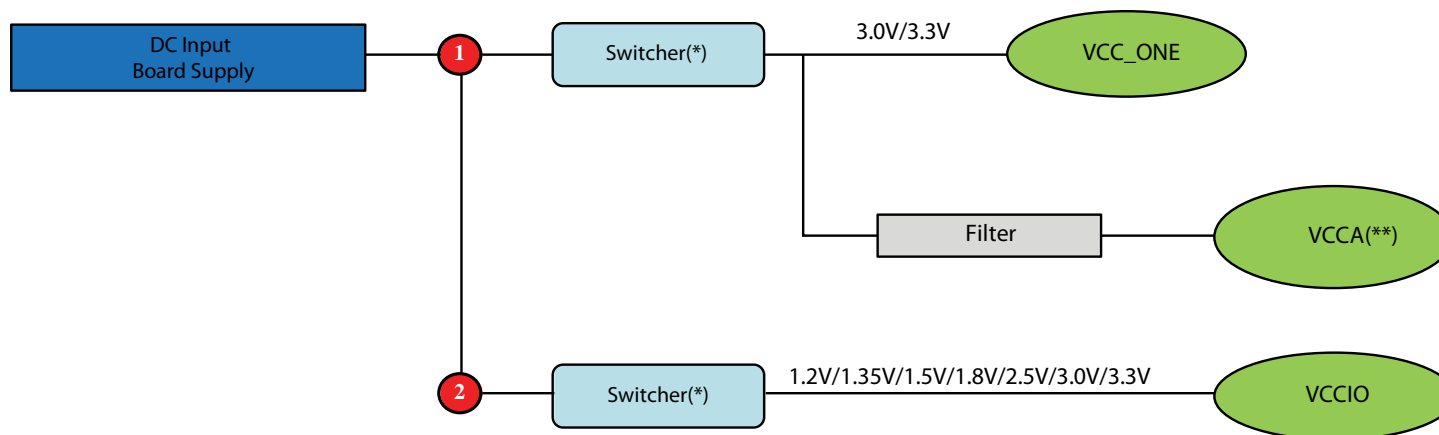 DC Input
Board Supply
1
Switcher(*)
3.0V/3.3V
VCC_ONE
Filter
VCCA(**)
2
Switcher(*)
1.2V/1.35V/1.5V/1.8V/2.5V/3.0V/3.3V
VCCIO